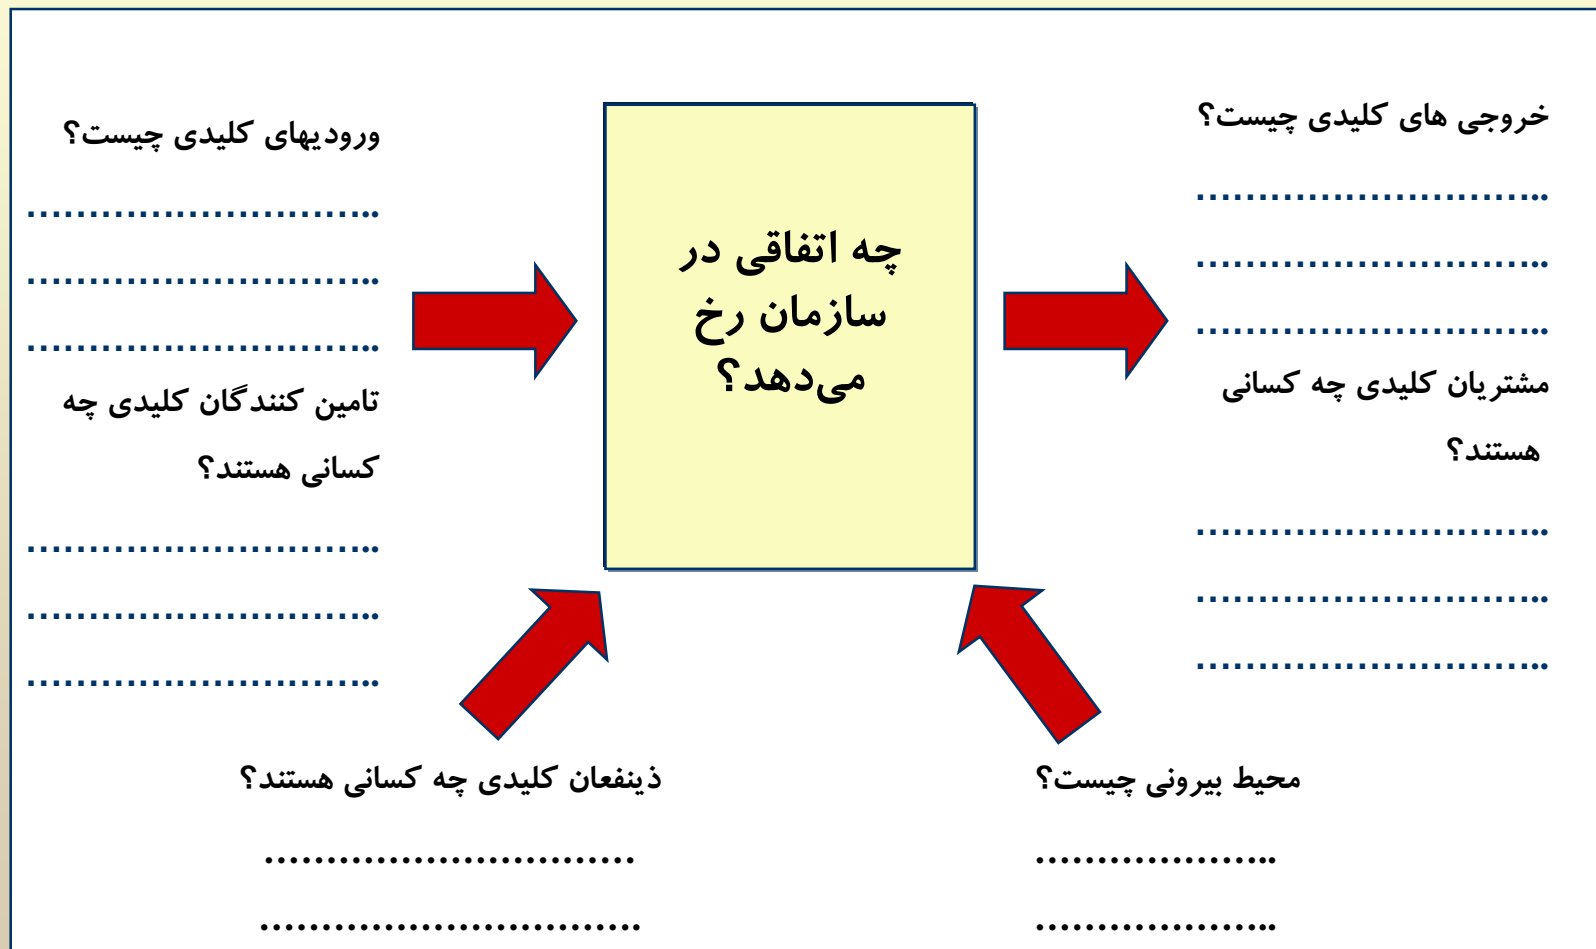 خروجی های کلیدی چیست؟
................................
................................
................................
مشتریان کلیدی چه کسانی
هستند؟
................................
................................
................................
چه اتفاقی در
سازمان رخ
می‌دهد؟
ورودیهای کلیدی چیست؟
................................
................................
................................
تامین کنندگان کلیدی چه
کسانی هستند؟
................................
................................
................................
محیط بیرونی چیست؟
......................
......................
ذینفعان کلیدی چه کسانی هستند؟
................................
................................